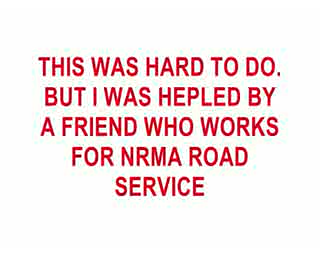 THIS WAS HARD TO DO.
BUT I WAS HEPLED BY
A FRIEND WHO WORKS
FOR NRMA ROAD
SERVICE